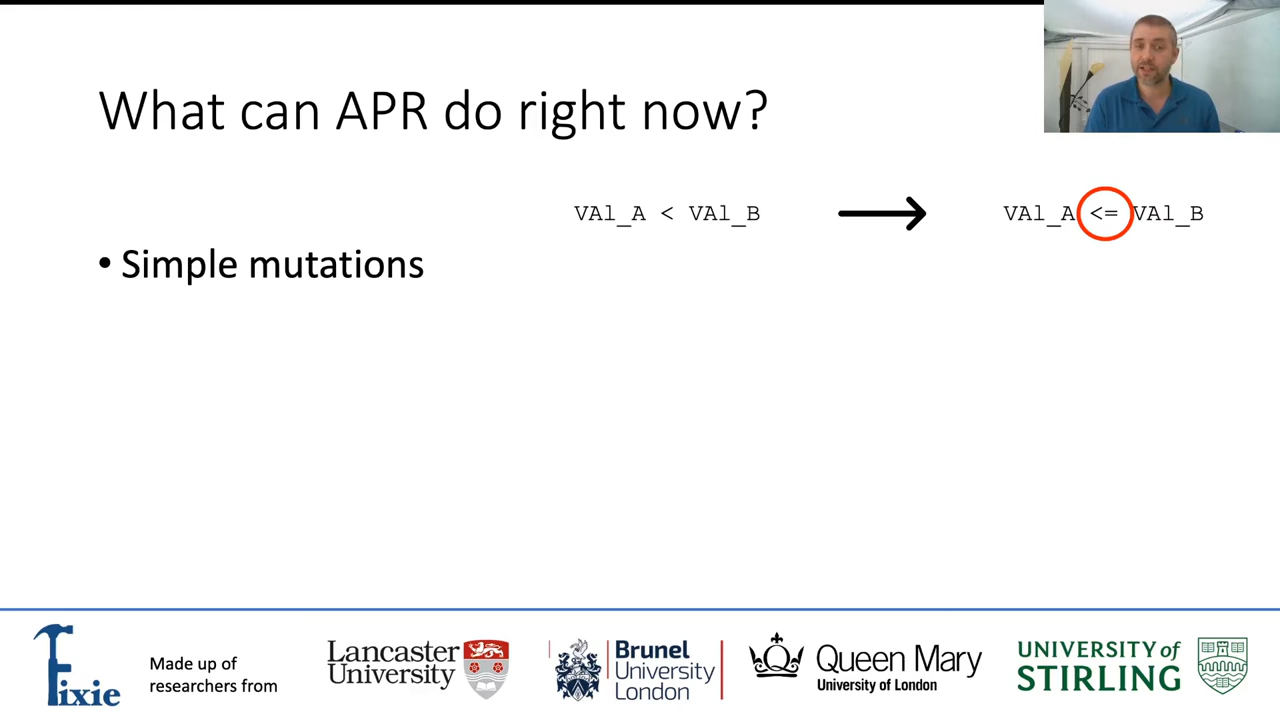 What can APR do right now?
VAl_A < VAl_B
VAl_A <= VAl_B
• Simple mutations
Fixie
Made up of
researchers from
Lancaster
University
Brunel
University
London
Queen Mary
University of London
UNIVERSITY of
STIRLING